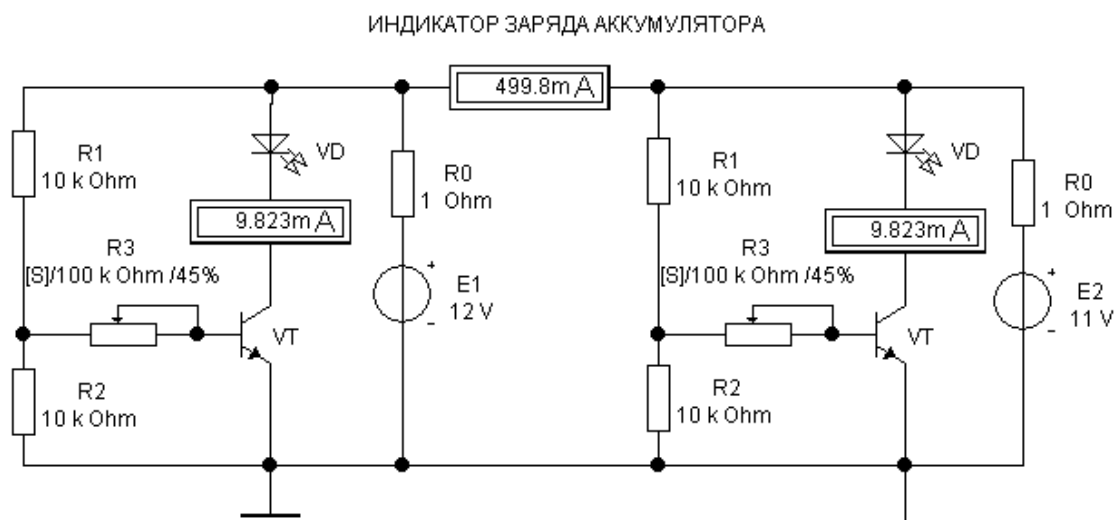 ИНДИКАТОР ЗАРЯДА АККУМУЛЯТОРА
499.8m A
R1
10 k Ohm
VD
R0
1 Ohm
9.823m A
R3
[S]/100 k Ohm /45%
E1
12 V
VT
R2
10 k Ohm
R1
10 k Ohm
VD
R0
1 Ohm
9.823m A
R3
[S]/100 k Ohm /45%
E2
11 V
VT
R2
10 k Ohm